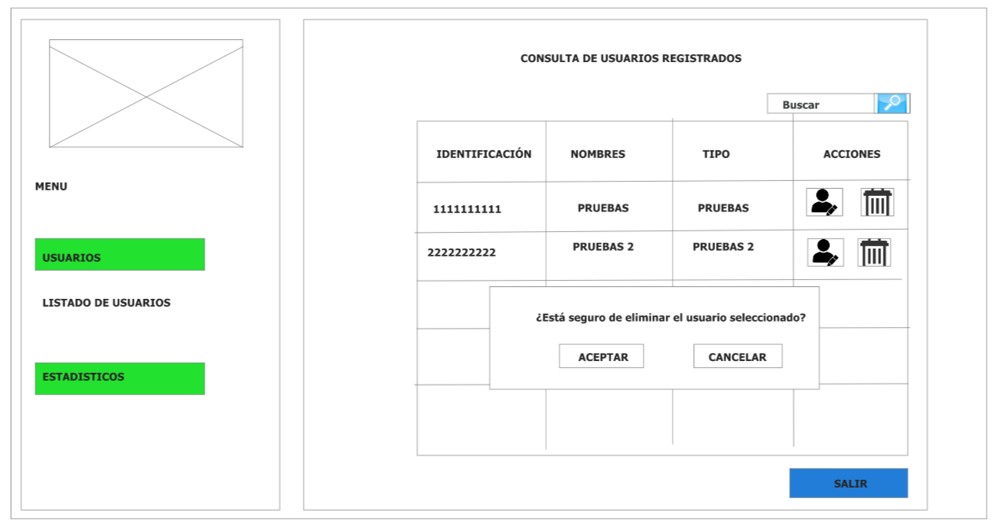 CONSULTA DE USUARIOS REGISTRADOS
Buscar
IDENTIFICACIÓN NOMBRES TIPO ACCIONES
1111111111 PRUEBAS PRUEBAS
2222222222 PRUEBAS 2 PRUEBAS 2
¿Está seguro de eliminar el usuario seleccionado?
ACEPTAR CANCELAR
SALIR
MENU
USUARIOS
LISTADO DE USUARIOS
ESTADISTICOS